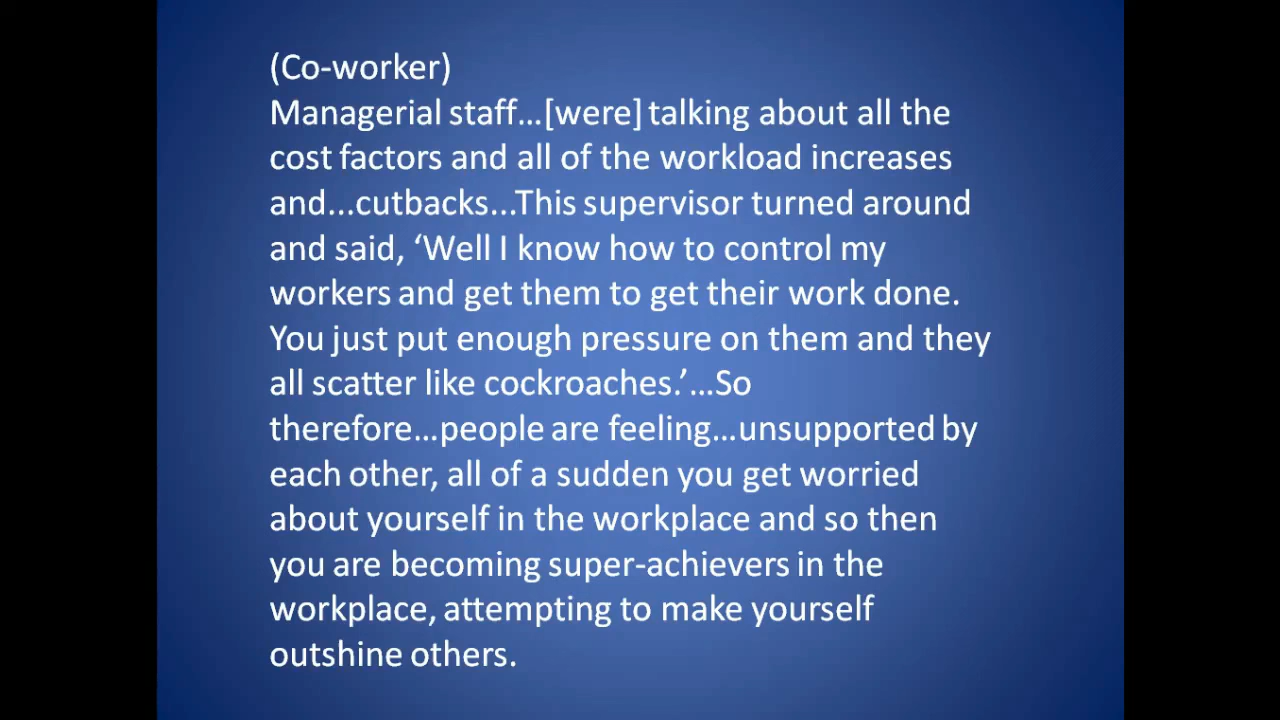 (Co-worker)
Managerial staff...[were] talking about all the
cost factors and all of the workload increases
and...cutbacks...This supervisor turned around
and said, ‘Well I know how to control my
workers and get them to get their work done.
You just put enough pressure on them and they
all scatter like cockroaches.’...So
therefore...people are feeling...unsupported by
each other, all of a sudden you get worried
about yourself in the workplace and so then
you are becoming super-achievers in the
workplace, attempting to make yourself
outshine others.